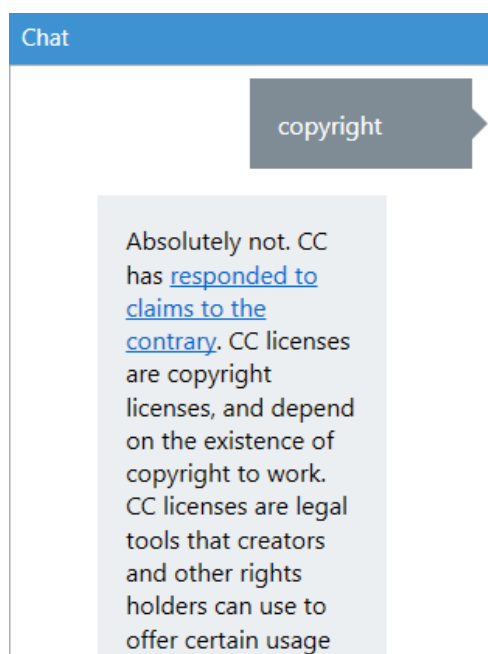 Chat
copyright
Absolutely not. CC
has responded to
claims to the
contrary. CC licenses
are copyright
licenses, and depend
on the existence of
copyright to work.
CC licenses are legal
tools that creators
and other rights
holders can use to
offer certain usage